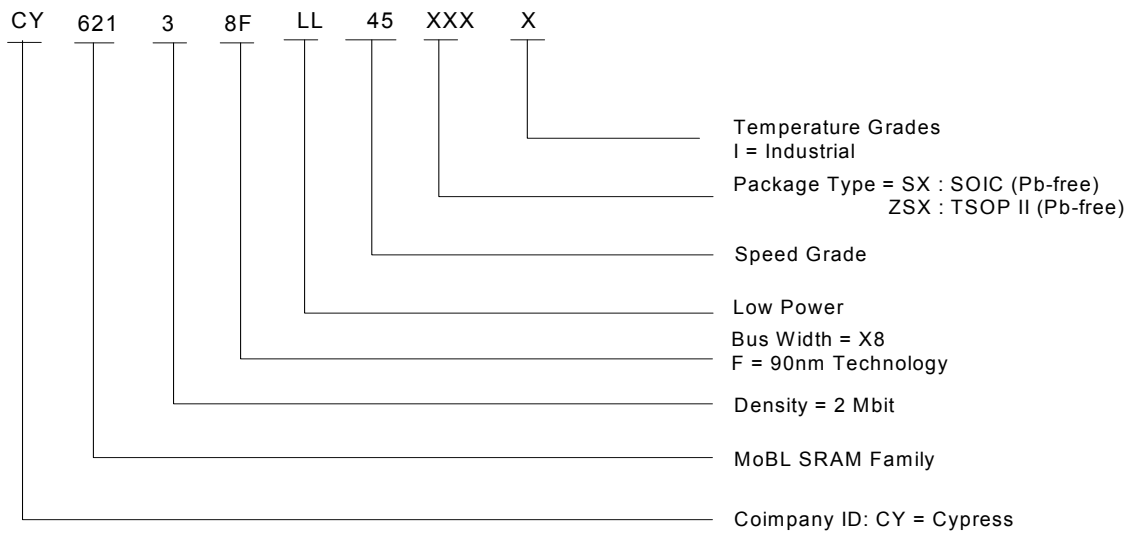 CY 621 3 8F LL 45 XXX X
Temperature Grades
I = Industrial
Package Type = SX : SOIC (Pb-free)
ZSX : TSOP II (Pb-free)
Speed Grade
Low Power
Bus Width = X8
F = 90nm Technology
Density = 2 Mbit
MoBL SRAM Family
Coimpany ID: CY = Cypress